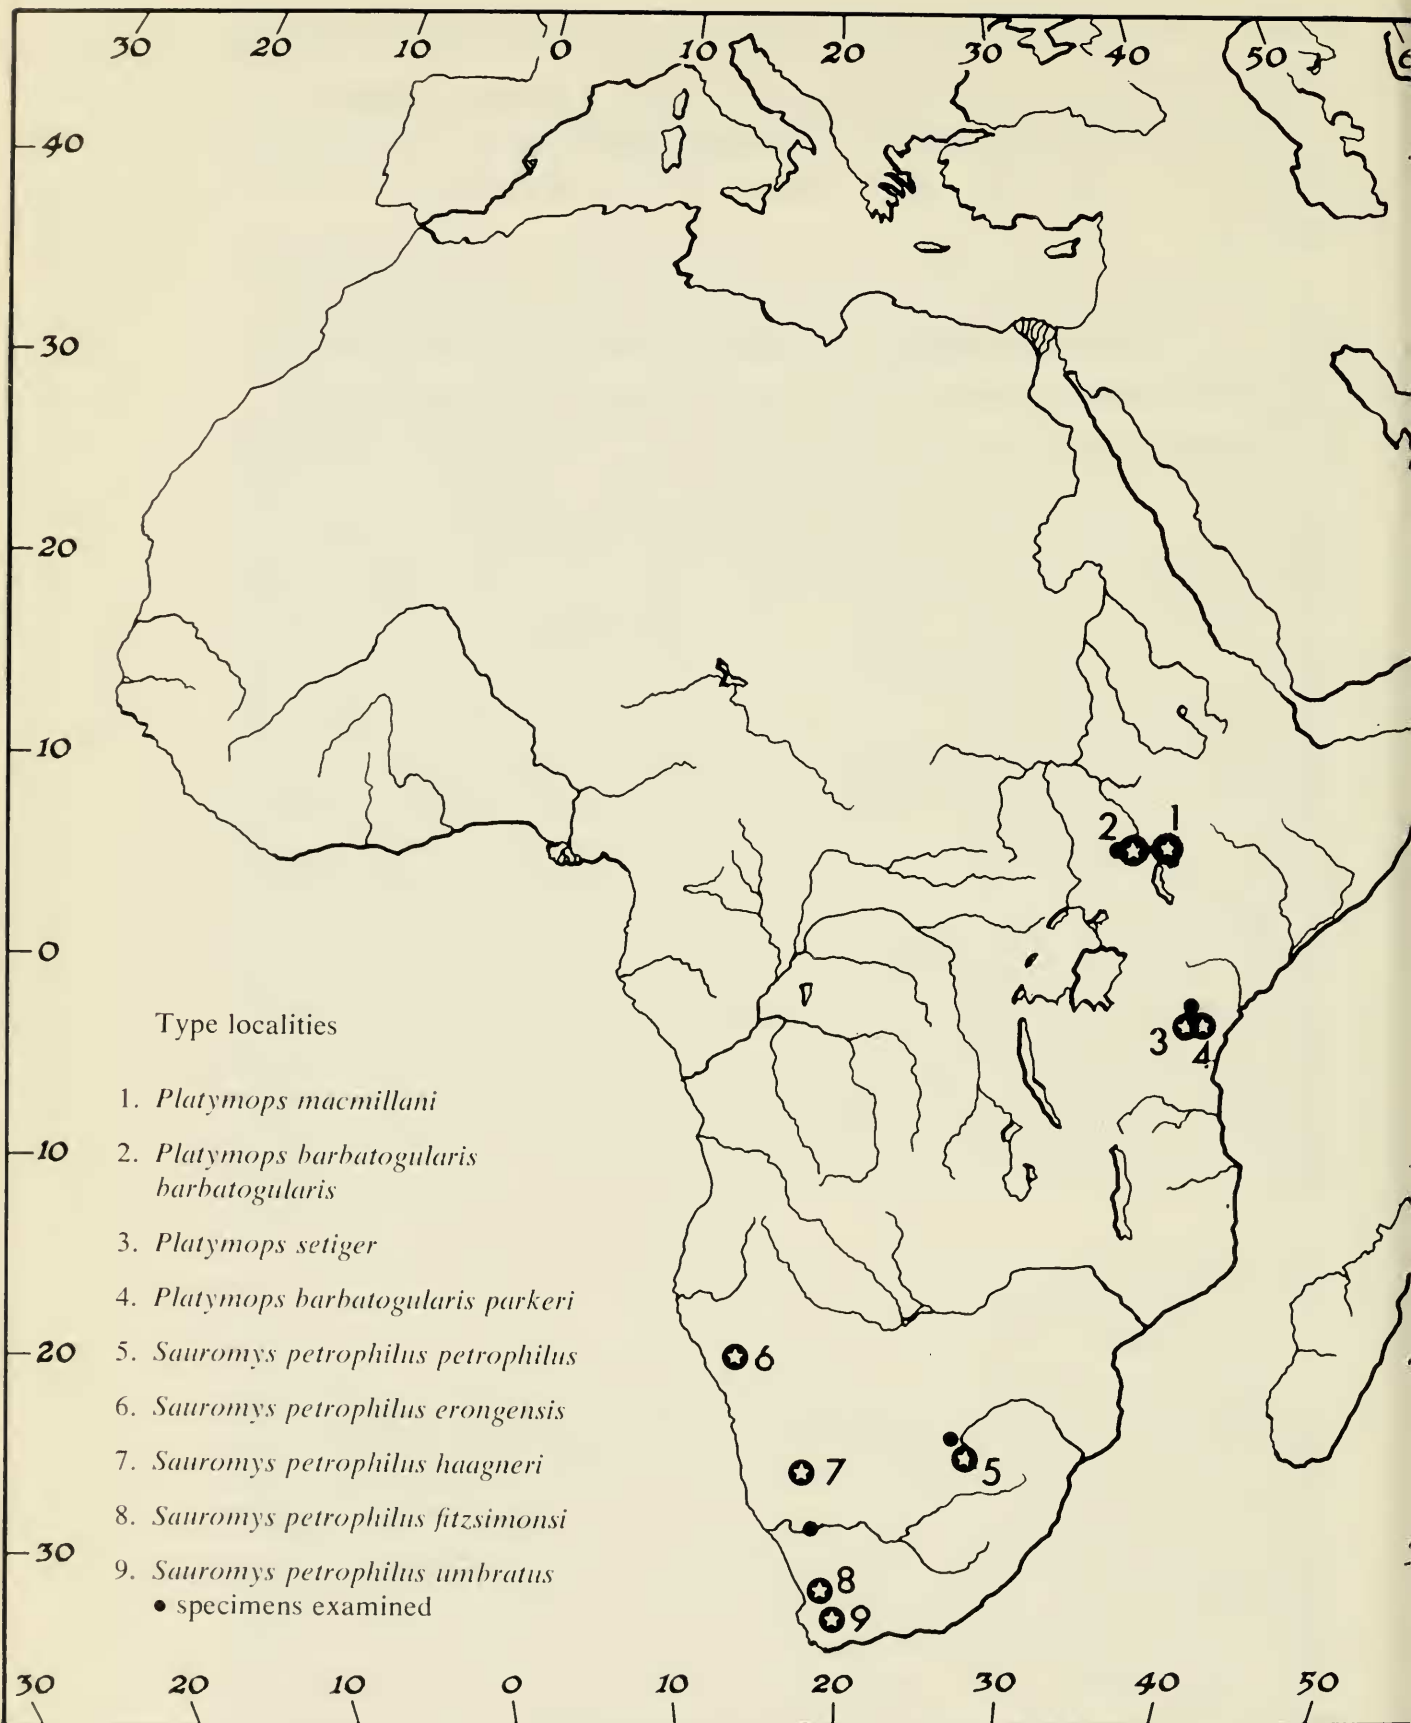 30 20 10 0 10 20 30 40 50 6
40
30
20
10
0
10
20
30
2 1
3 4
6
7
5
8
9
Type localities
1. Platymops macmillani
2. Platymops barbatogularis
barbatogularis
3. Platymops setiger
4. Platymops barbatogularis parkeri
5. Sauromys petrophilus petrophilus
6. Sauromys petrophilus erongensis
7. Sauromys petrophilus haagneri
8. Sauromys petrophilus fitzsimonsi
9. Sauromys petrophilus umbratus
● specimens examined
30 20 10 0 10 20 30 40 50